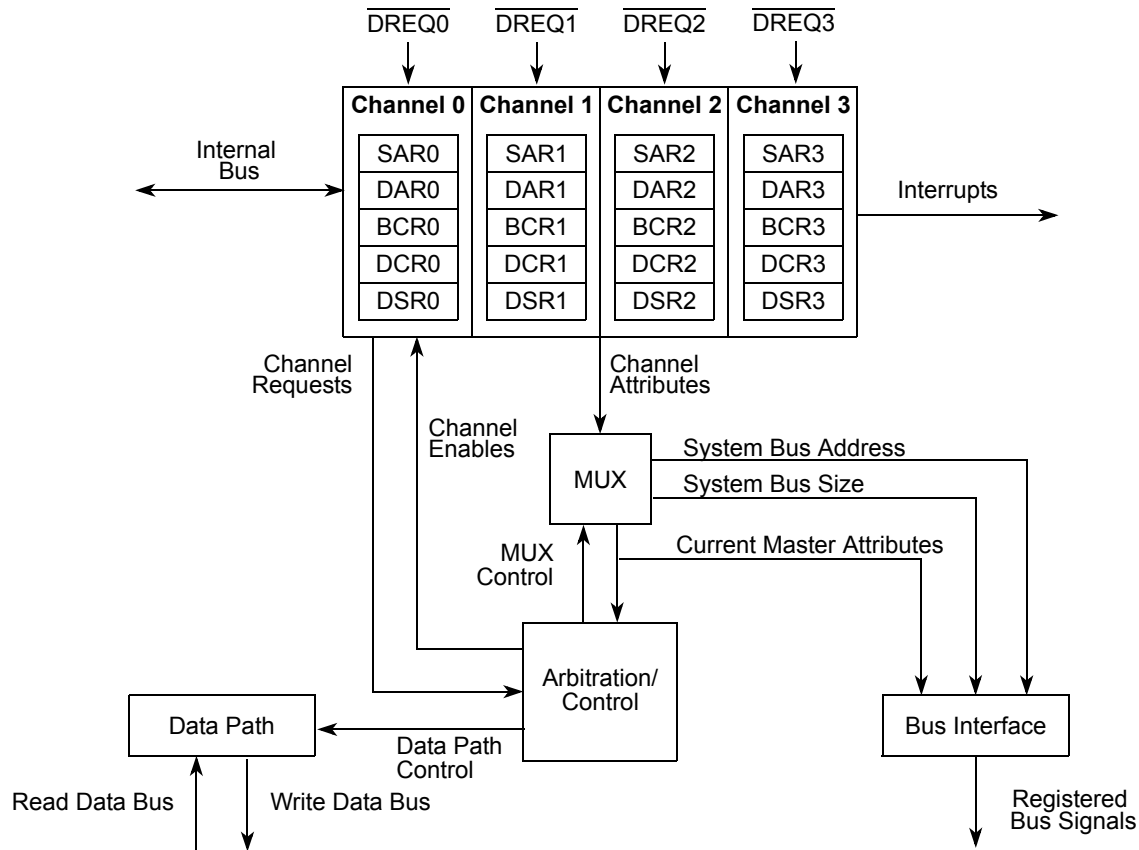 DREQ0 DREQ1 DREQ2 DREQ3
Channel 0 Channel 1 Channel 2 Channel 3
SAR0 SAR1 SAR2 SAR3
Internal
Bus
DAR0 DAR1 DAR2 DAR3
Interrupts
BCR0 BCR1 BCR2 BCR3
DCR0 DCR1 DCR2 DCR3
DSR0 DSR1 DSR2 DSR3
Channel
Requests
Channel
Attributes
Channel
Enables
MUX
System Bus Address
System Bus Size
Current Master Attributes
MUX
Control
Arbitration/
Control
Data Path
Bus Interface
Data Path
Control
Read Data Bus
Write Data Bus
Registered
Bus Signals